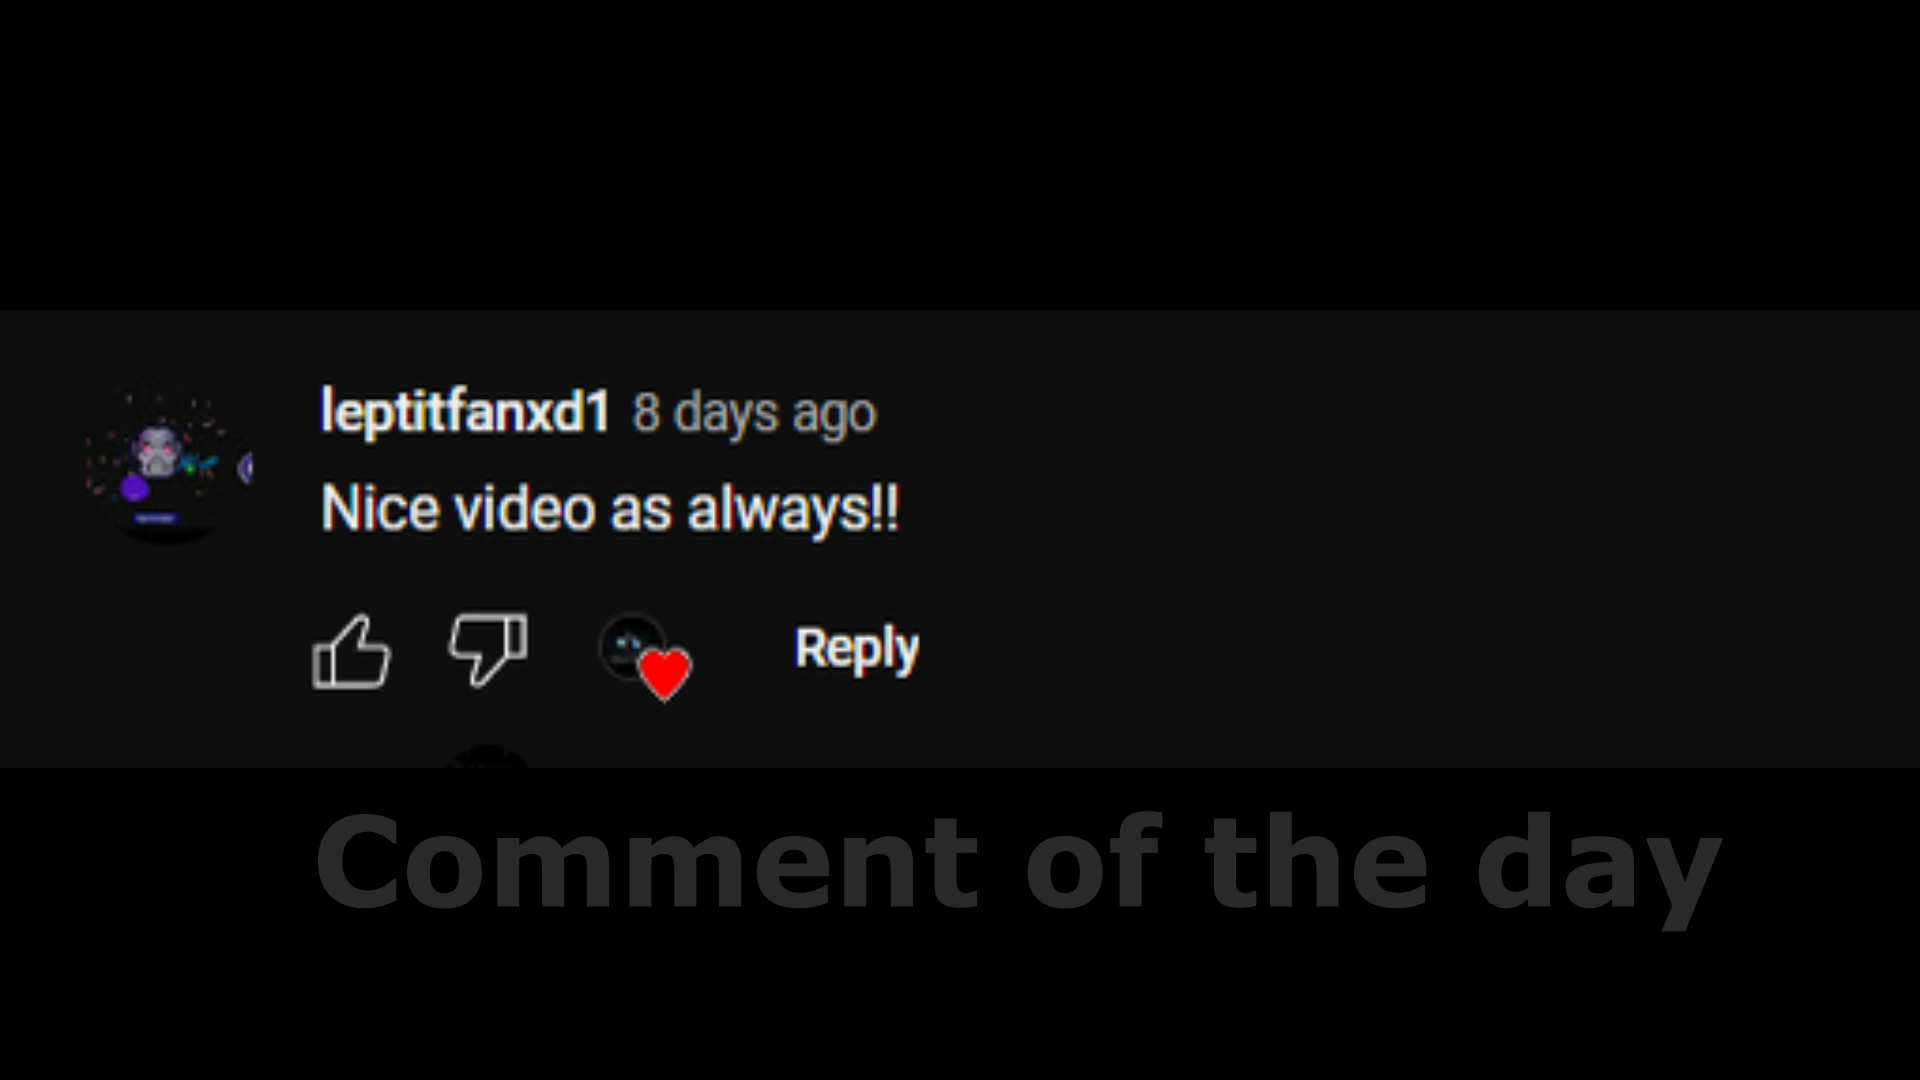 leptitfanxd1 8 days ago
Nice video as always!!
Reply
Comment of the day